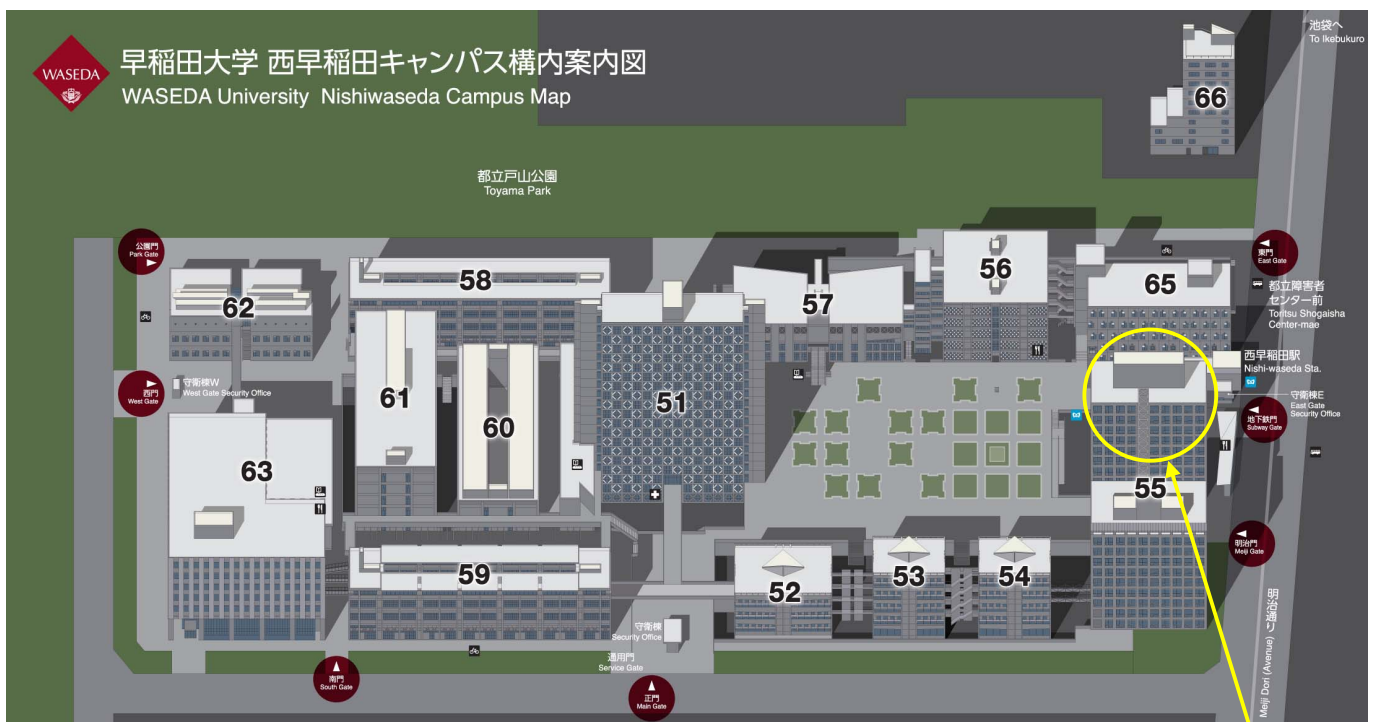 WASEDA
早稲田大学 西早稲田キャンパス構内案内図
WASEDA University Nishiwaseda Campus Map
池袋へ
To Ikebukuro
66
都立戸山公園
Toyama Park
公園門
Park Gate
東門
East Gate
都立障害者
センター前
Toritsu Shogaisha
Center-mae
62
58
57
56
65
西早稲田駅
Nishi-waseda Sta.
守衛棟W
West Gate Security Office
西門
West Gate
守衛棟E
East Gate
Security Office
地下鉄門
Subway Gate
61
60
51
63
55
明治門
Meiji Gate
59
52
53
54
守衛棟
Security Office
通用門
Service Gate
南門
South Gate
正門
Main Gate
明治通り
Meiji Dori (Avenue)